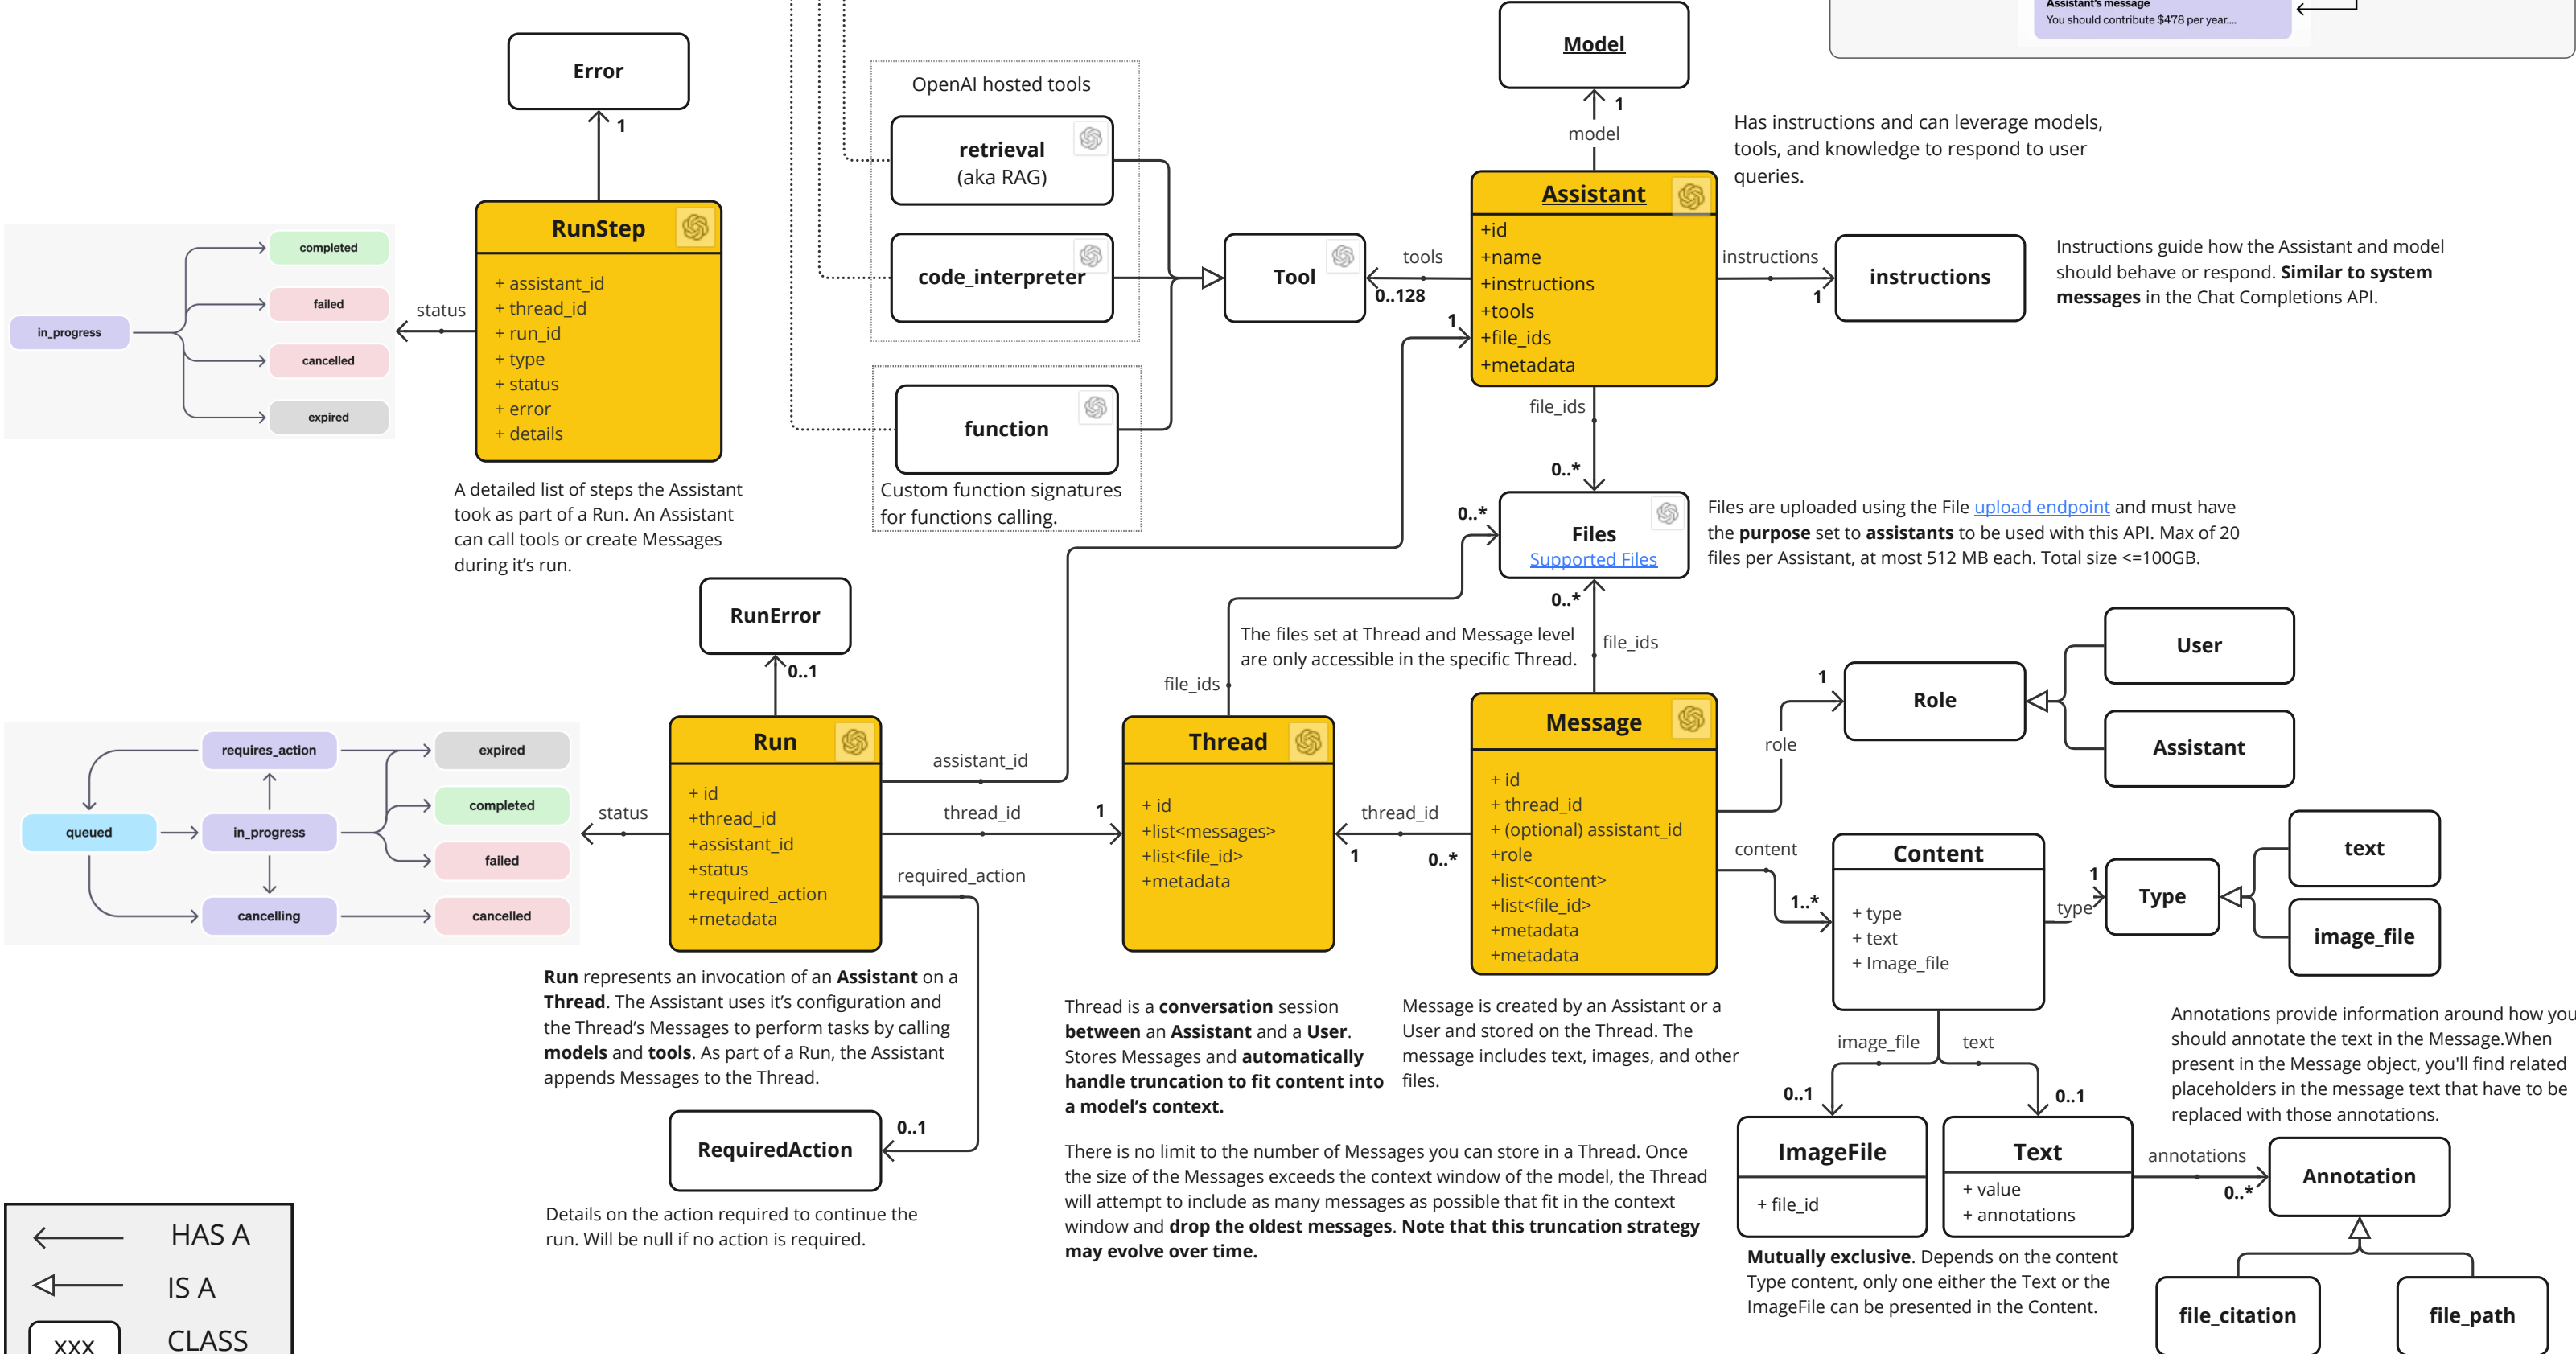 Assistant's message
You should contribute $478 per year....
Model
1
model
Error
1
OpenAI hosted tools
retrieval
(aka RAG)
code_interpreter
function
Custom function signatures
for functions calling.
Tool
tools
0..128
Assistant
+id
+name
+instructions
+tools
+file_ids
+metadata
1
Has instructions and can leverage models,
tools, and knowledge to respond to user
queries.
instructions
1
instructions
Instructions guide how the Assistant and model
should behave or respond. Similar to system
messages in the Chat Completions API.
RunStep
+ assistant_id
+ thread_id
+ run_id
+ type
+ status
+ error
+ details
status
in_progress
completed
failed
cancelled
expired
A detailed list of steps the Assistant
took as part of a Run. An Assistant
can call tools or create Messages
during it's run.
file_ids
0..*
0..*
Files
Supported Files
0..*
Files are uploaded using the File upload endpoint and must have
the purpose set to assistants to be used with this API. Max of 20
files per Assistant, at most 512 MB each. Total size <=100GB.
The files set at Thread and Message level
are only accessible in the specific Thread.
file_ids
file_ids
RunError
0..1
Run
+ id
+thread_id
+assistant_id
+status
+required_action
+metadata
status
requires_action
expired
completed
queued
in_progress
failed
cancelling
cancelled
assistant_id
thread_id
1
required_action
Thread
+ id
+list<messages>
+list<file_id>
+metadata
thread_id
1
0..*
Message
+ id
+ thread_id
+ (optional) assistant_id
+role
+list<content>
+list<file_id>
+metadata
+metadata
role
1
Role
User
Assistant
content
1..*
Content
+ type
+ text
+ Image_file
type
1
Type
text
image_file
Run represents an invocation of an Assistant on a
Thread. The Assistant uses it's configuration and
the Thread's Messages to perform tasks by calling
models and tools. As part of a Run, the Assistant
appends Messages to the Thread.
Thread is a conversation session
between an Assistant and a User.
Stores Messages and automatically
handle truncation to fit content into
a model's context.
There is no limit to the number of Messages you can store in a Thread. Once
the size of the Messages exceeds the context window of the model, the Thread
will attempt to include as many messages as possible that fit in the context
window and drop the oldest messages. Note that this truncation strategy
may evolve over time.
Message is created by an Assistant or a
User and stored on the Thread. The
message includes text, images, and other
files.
RequiredAction
0..1
Details on the action required to continue the
run. Will be null if no action is required.
image_file
text
0..1
0..1
ImageFile
+ file_id
Text
+ value
+ annotations
Mutually exclusive. Depends on the content
Type content, only one either the Text or the
ImageFile can be presented in the Content.
Annotations provide information around how you
should annotate the text in the Message.When
present in the Message object, you'll find related
placeholders in the message text that have to be
replaced with those annotations.
annotations
0..*
Annotation
file_citation
file_path
HAS A
IS A
xxx
CLASS